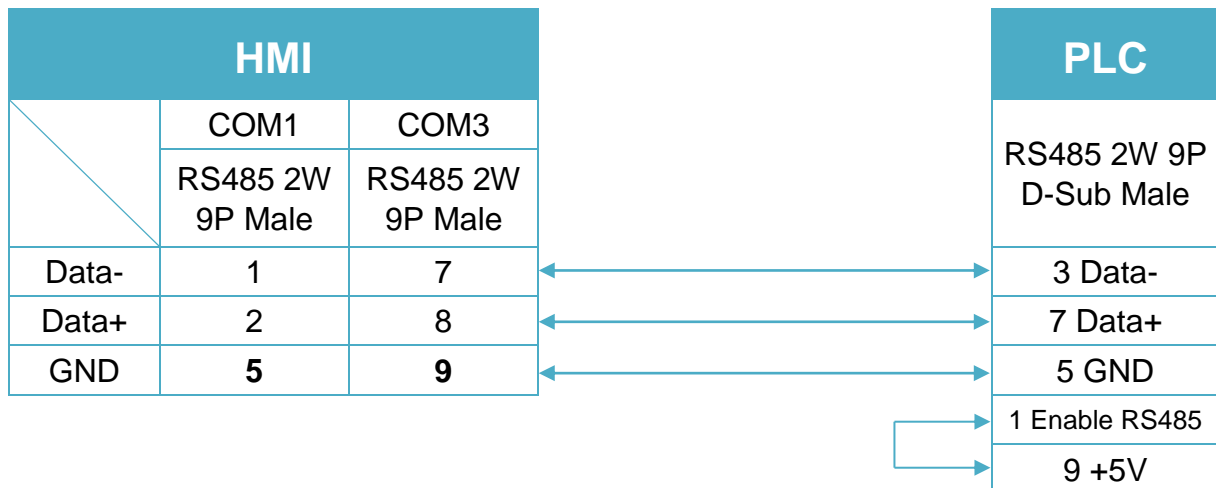 HMI
PLC
COM1 COM3
RS485 2W
9P Male
RS485 2W
9P Male
RS485 2W 9P
D-Sub Male
Data- 1 7 3 Data-
Data+ 2 8 7 Data+
GND 5 9 5 GND
1 Enable RS485
9 +5V